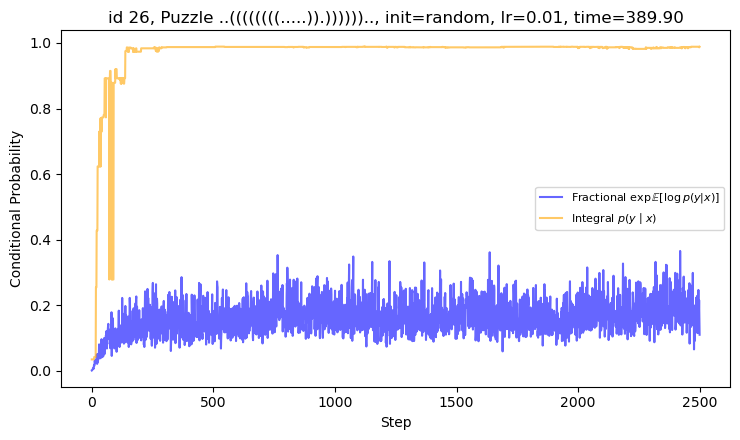 id 26, Puzzle ..((((((((.....)).)))))).., init=random, lr=0.01, time=389.90
Conditional Probability
1.0
0.8
0.6
0.4
0.2
0.0
Fractional exp𝔼[log p(y|x)]
Integral p(y | x)
0 500 1000 1500 2000 2500
Step